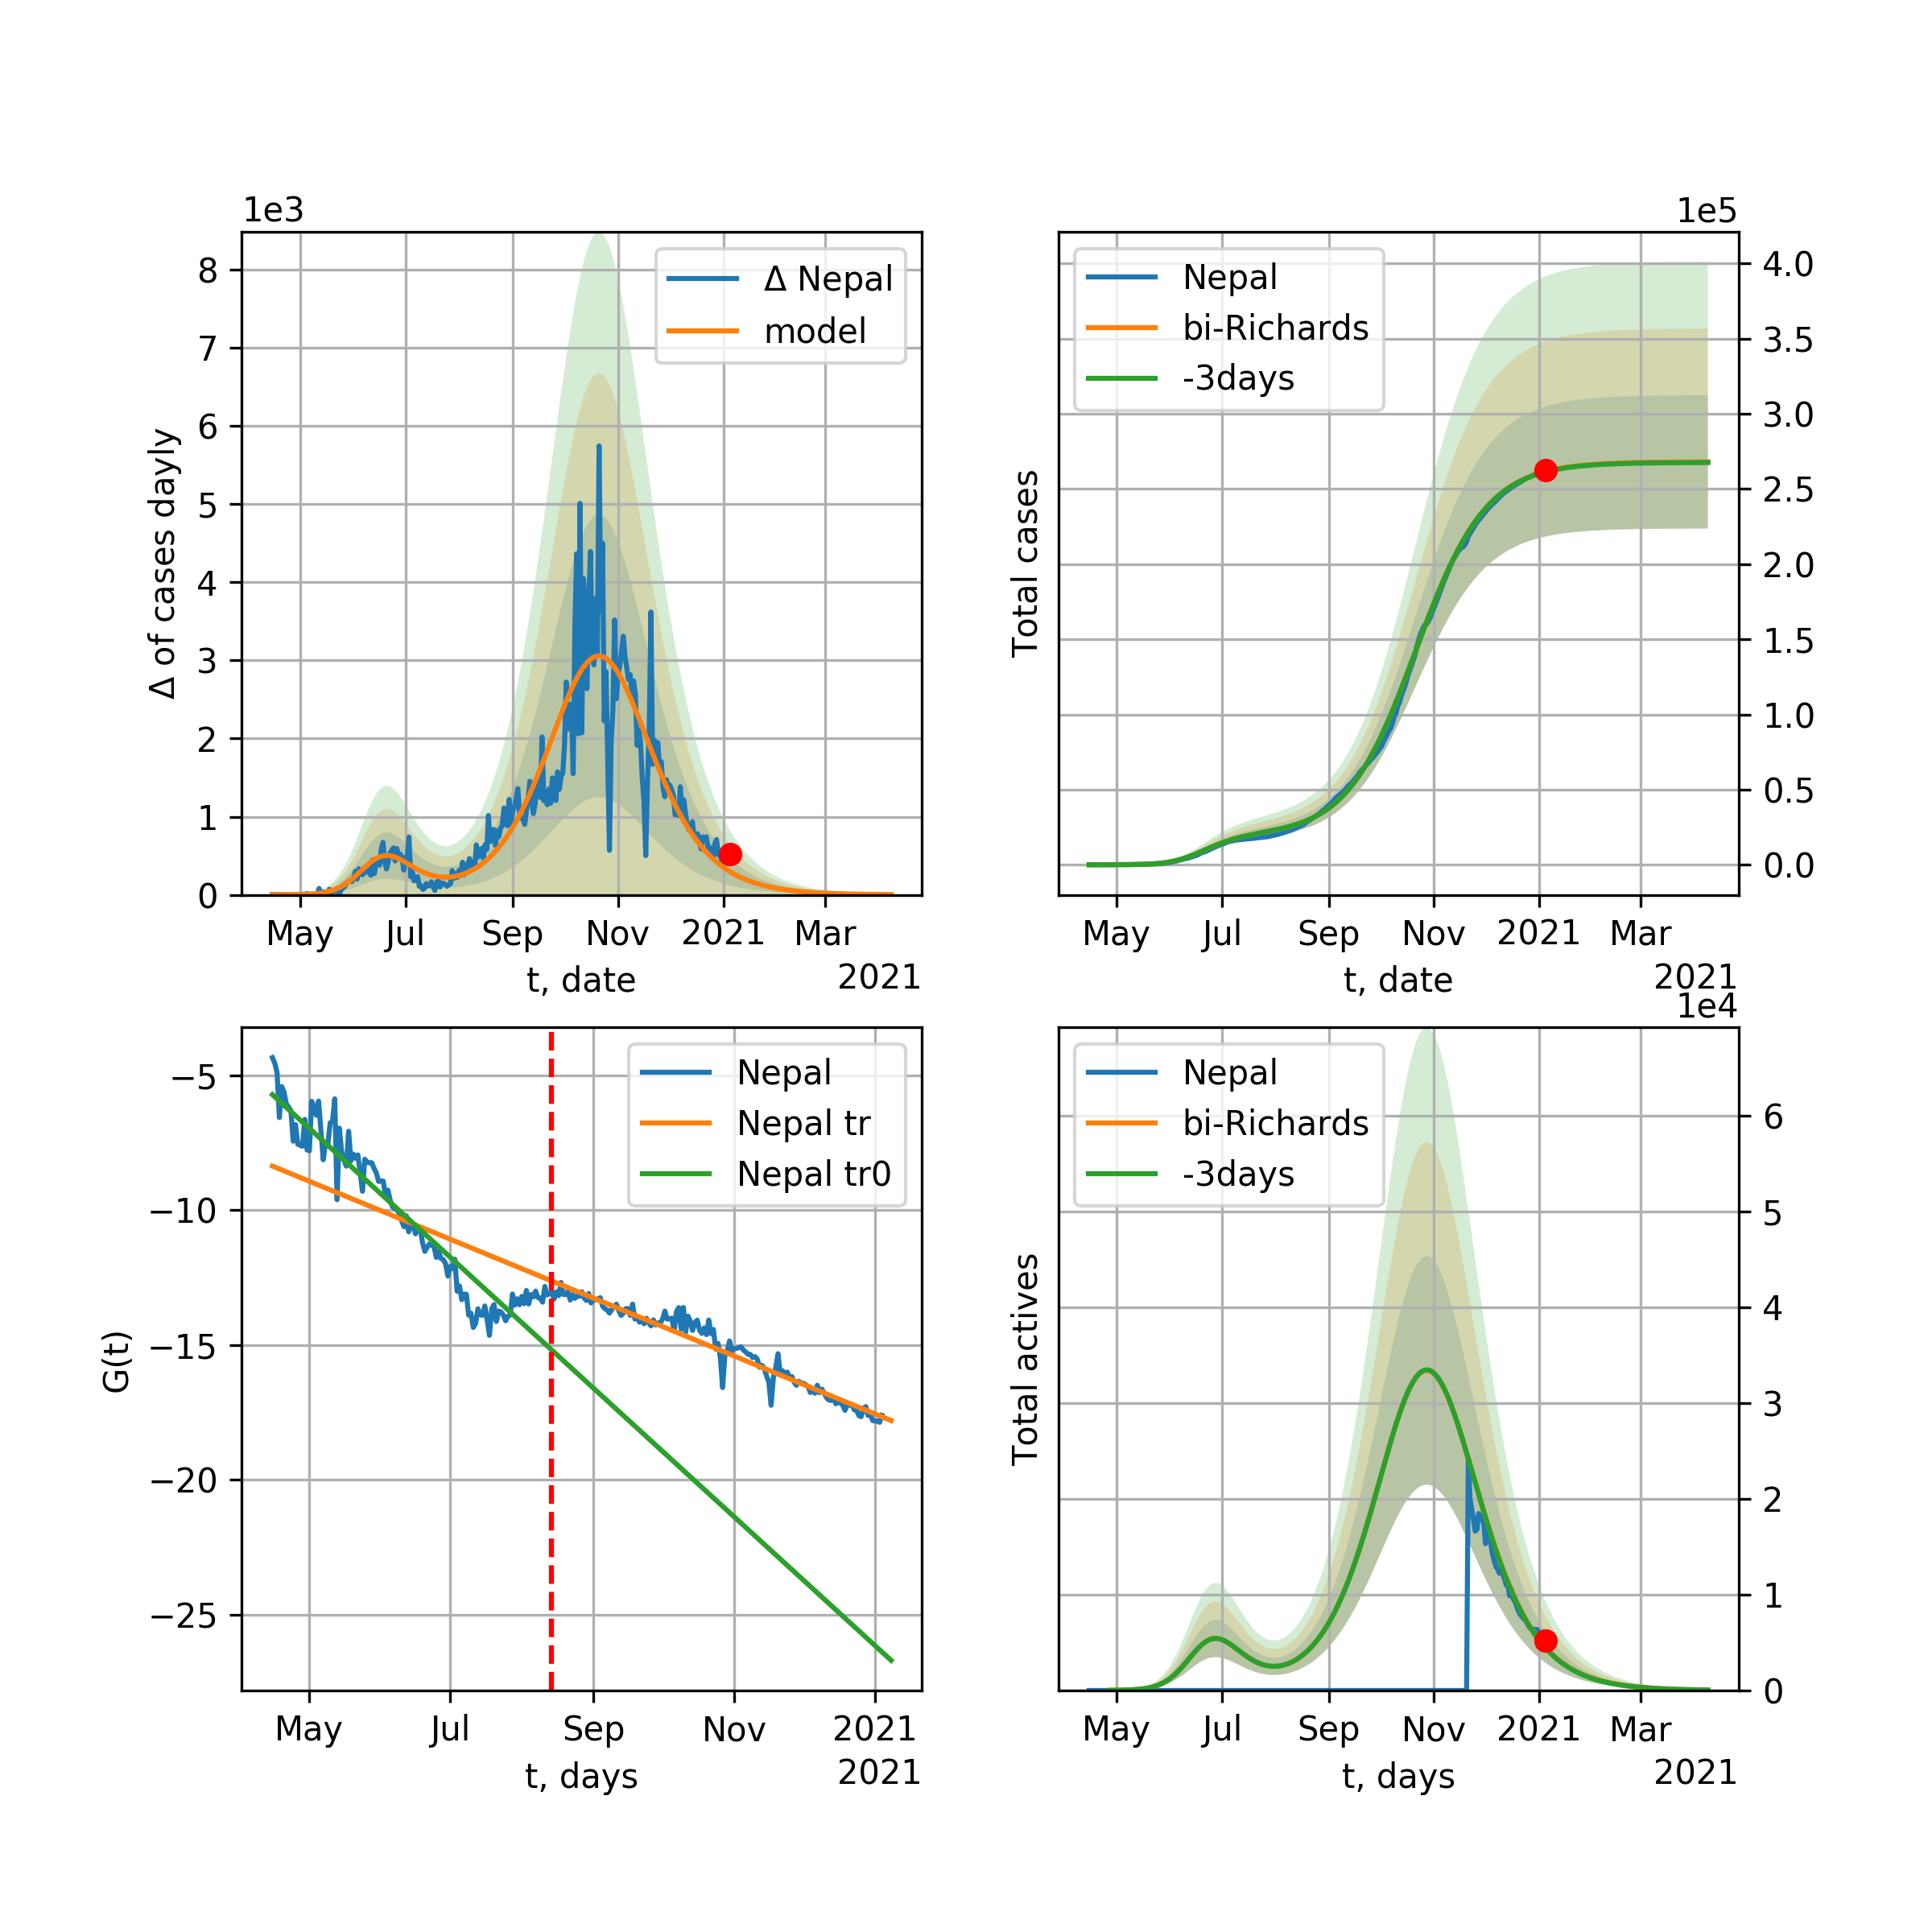 1e3
8
7
6
5
4
3
2
1
0
Δ of cases dayly
Δ Nepal
model
May Jul Sep Nov 2021 Mar
t, date
2021
1e5
4.0
3.5
3.0
2.5
2.0
1.5
1.0
0.5
0.0
Total cases
Nepal
bi-Richards
-3days
May Jul Sep Nov 2021 Mar
t, date
2021
−5
−10
−15
−20
−25
G(t)
Nepal
Nepal tr
Nepal tr0
May Jul Sep Nov 2021
t, days
2021
1e4
6
5
4
3
2
1
0
Total actives
Nepal
bi-Richards
-3days
May Jul Sep Nov 2021 Mar
t, days
2021